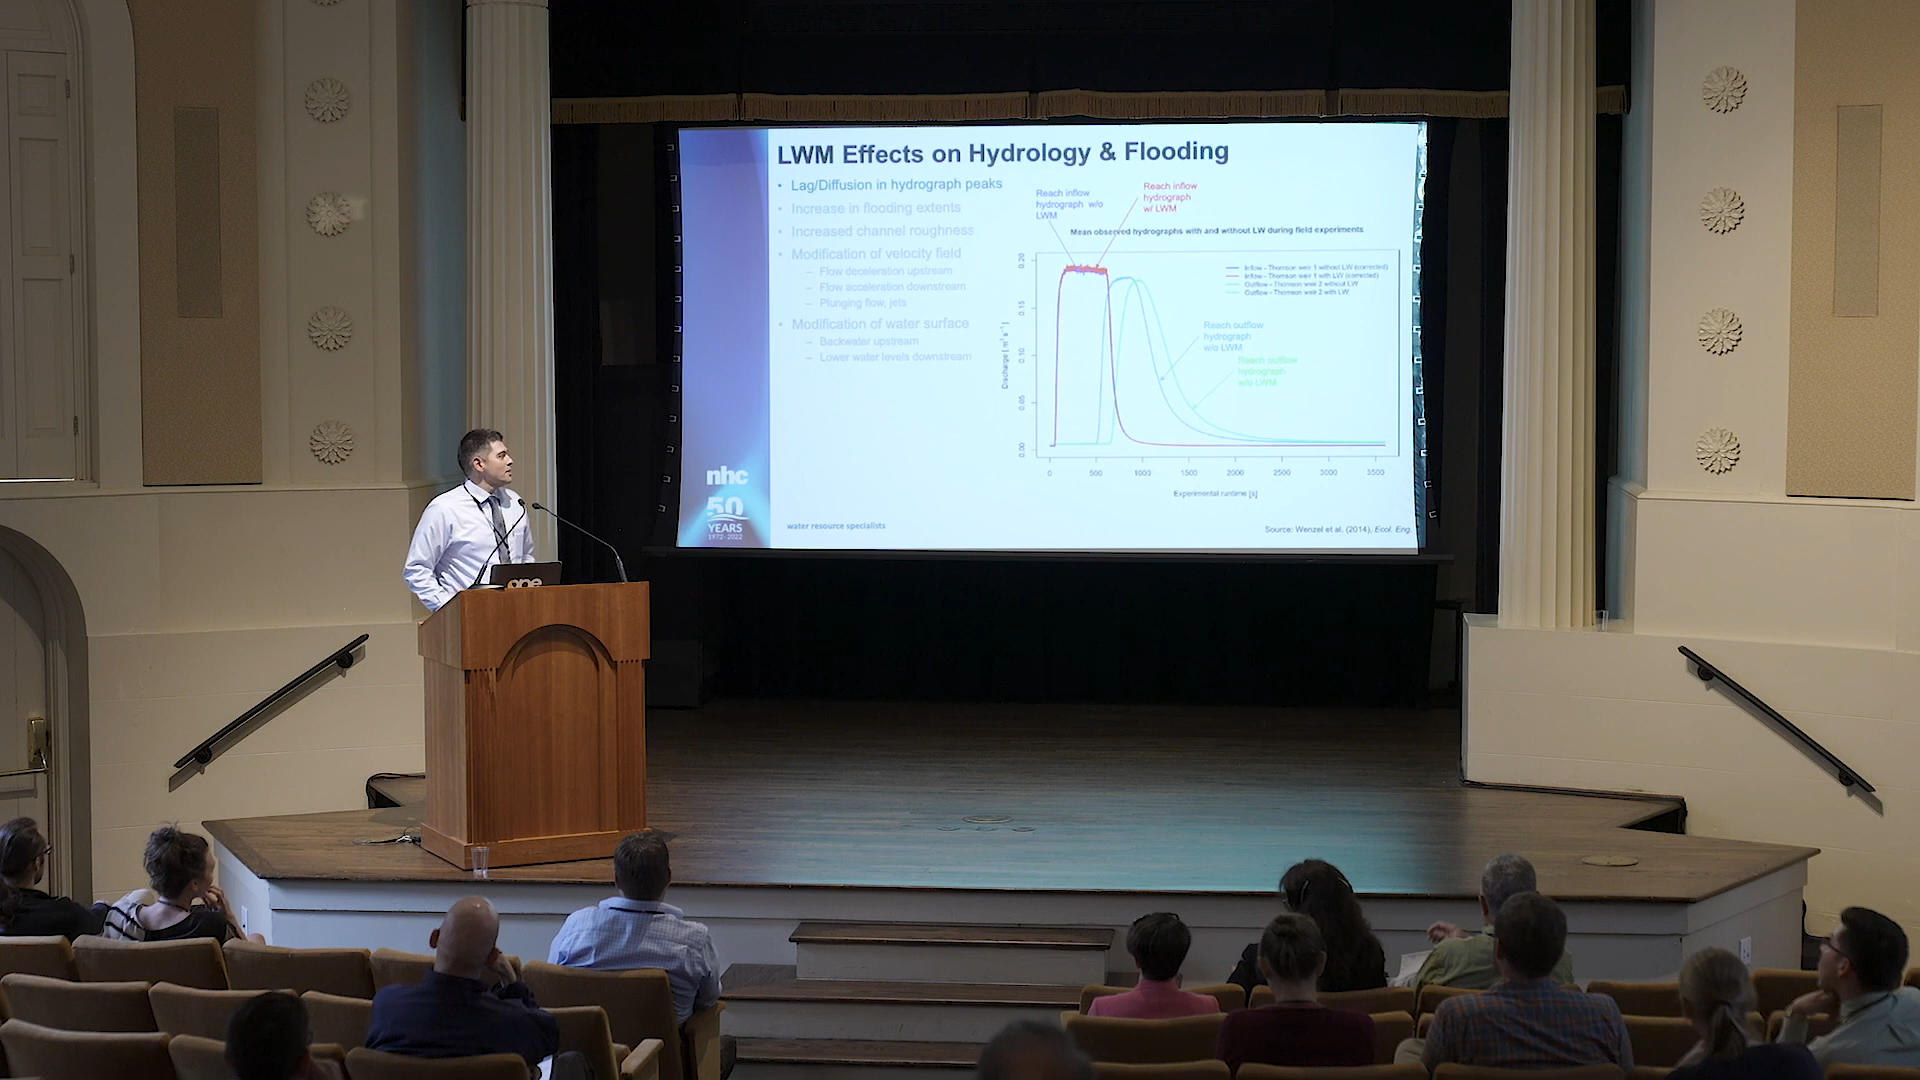 LWM Effects on Hydrology & Flooding
• Lag/Diffusion in hydrograph peaks
• Increase in flooding extents
• Increased channel roughness
• Modification of velocity field
– Flow deceleration upstream
– Flow acceleration downstream
– Plunging flow, jets
• Modification of water surface
– Backwater upstream
– Lower water levels downstream
Reach inflow
hydrograph w/o
LWM
Reach inflow
hydrograph
w/ LWM
Mean observed hydrographs with and without LW during field experiments
Inflow – Thomson weir 1 without LW (corrected)
Inflow – Thomson weir 1 with LW (corrected)
Outflow – Thomson weir 2 without LW
Outflow – Thomson weir 2 with LW
Reach outflow
hydrograph
w/o LWM
Reach outflow
hydrograph
w/o LWM
Discharge [ m³ s⁻¹ ]
0.20
0.15
0.10
0.05
0.00
0 500 1000 1500 2000 2500 3000 3500
Experimental runtime [s]
Source: Wenzel et al. (2014), Ecol. Eng.
nhc
50
YEARS
1972-2022
water resource specialists